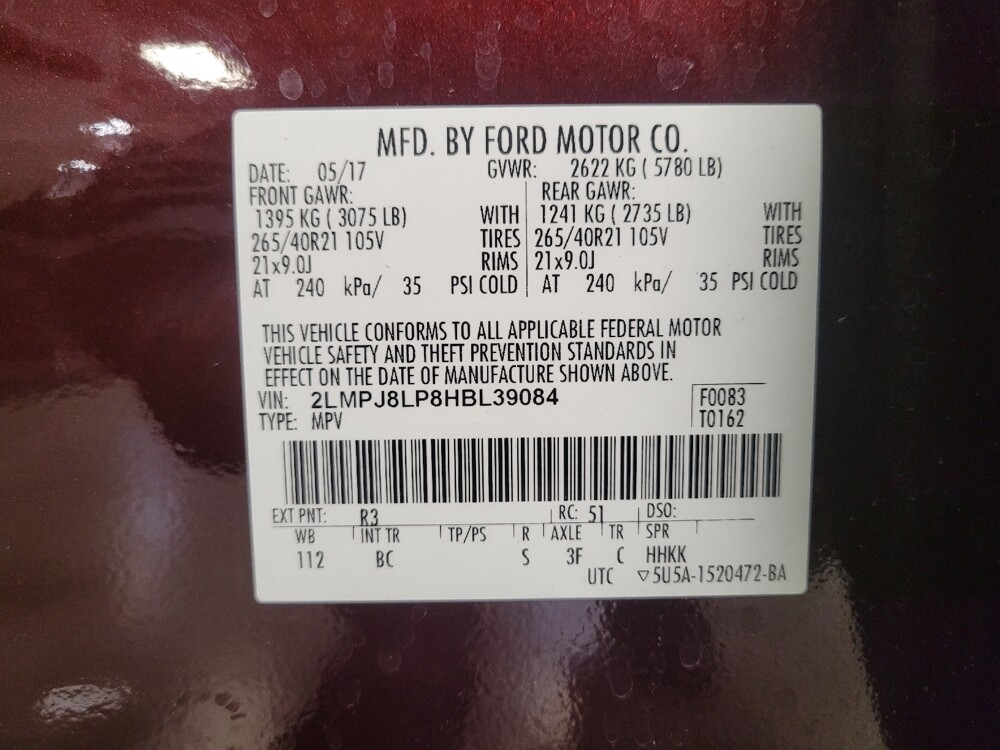 MFD. BY FORD MOTOR CO.
DATE: 05/17 GVWR: 2622 KG ( 5780 LB)
FRONT GAWR: REAR GAWR:
1395 KG ( 3075 LB) WITH 1241 KG ( 2735 LB) WITH
265/40R21 105V TIRES 265/40R21 105V TIRES
21x9.0J RIMS 21x9.0J RIMS
AT 240 kPa/ 35 PSI COLD AT 240 kPa/ 35 PSI COLD
THIS VEHICLE CONFORMS TO ALL APPLICABLE FEDERAL MOTOR
VEHICLE SAFETY AND THEFT PREVENTION STANDARDS IN
EFFECT ON THE DATE OF MANUFACTURE SHOWN ABOVE.
VIN: 2LMPJ8LP8HBL39084 F0083
TYPE: MPV T0162
EXT PNT: R3 RC: 51 DSO:
WB INT TR TP/PS R AXLE TR SPR
112 BC S 3F C HHKK
UTC ▽5U5A-1520472-BA